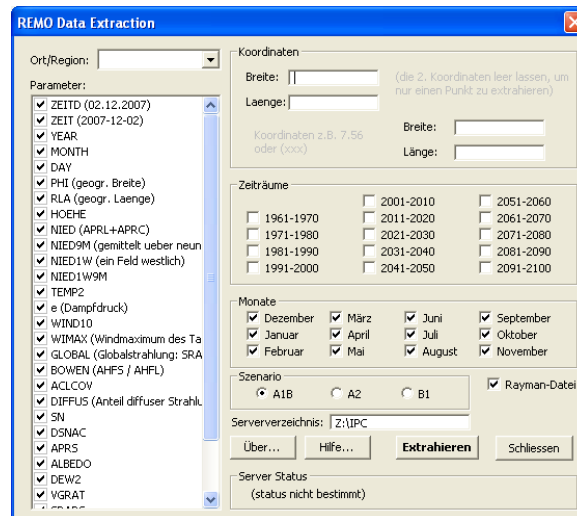 REMO Data Extraction
Ort/Region:
Parameter:
ZEITD (02.12.2007)
ZEIT (2007-12-02)
YEAR
MONTH
DAY
PHI (geogr. Breite)
RLA (geogr. Laenge)
HOEHE
NIED (APRL+APRC)
NIED9M (gemittelt ueber neun
NIED1W (ein Feld westlich)
NIED1W9M
TEMP2
e (Dampfdruck)
WIND10
WIMAX (Windmaximum des Ta
GLOBAL (Globalstrahlung: SRA
BOWEN (AHFS / AHFL)
ACLCOV
DIFFUS (Anteil diffuser Strahlu
SN
DSNAC
APRS
ALBEDO
DEW2
VGRAT
Koordinaten
Breite:
Laenge:
(die 2. Koordinaten leer lassen, um
nur einen Punkt zu extrahieren)
Koordinaten z.B. 7.56
oder (xxx)
Breite:
Länge:
Zeiträume
2001-2010 2051-2060
1961-1970 2011-2020 2061-2070
1971-1980 2021-2030 2071-2080
1981-1990 2031-2040 2081-2090
1991-2000 2041-2050 2091-2100
Monate
Dezember März Juni September
Januar April Juli Oktober
Februar Mai August November
Szenario
A1B A2 B1
Rayman-Datei
Serververzeichnis: Z:\IPC
Über... Hilfe... Extrahieren Schliessen
Server Status
(status nicht bestimmt)